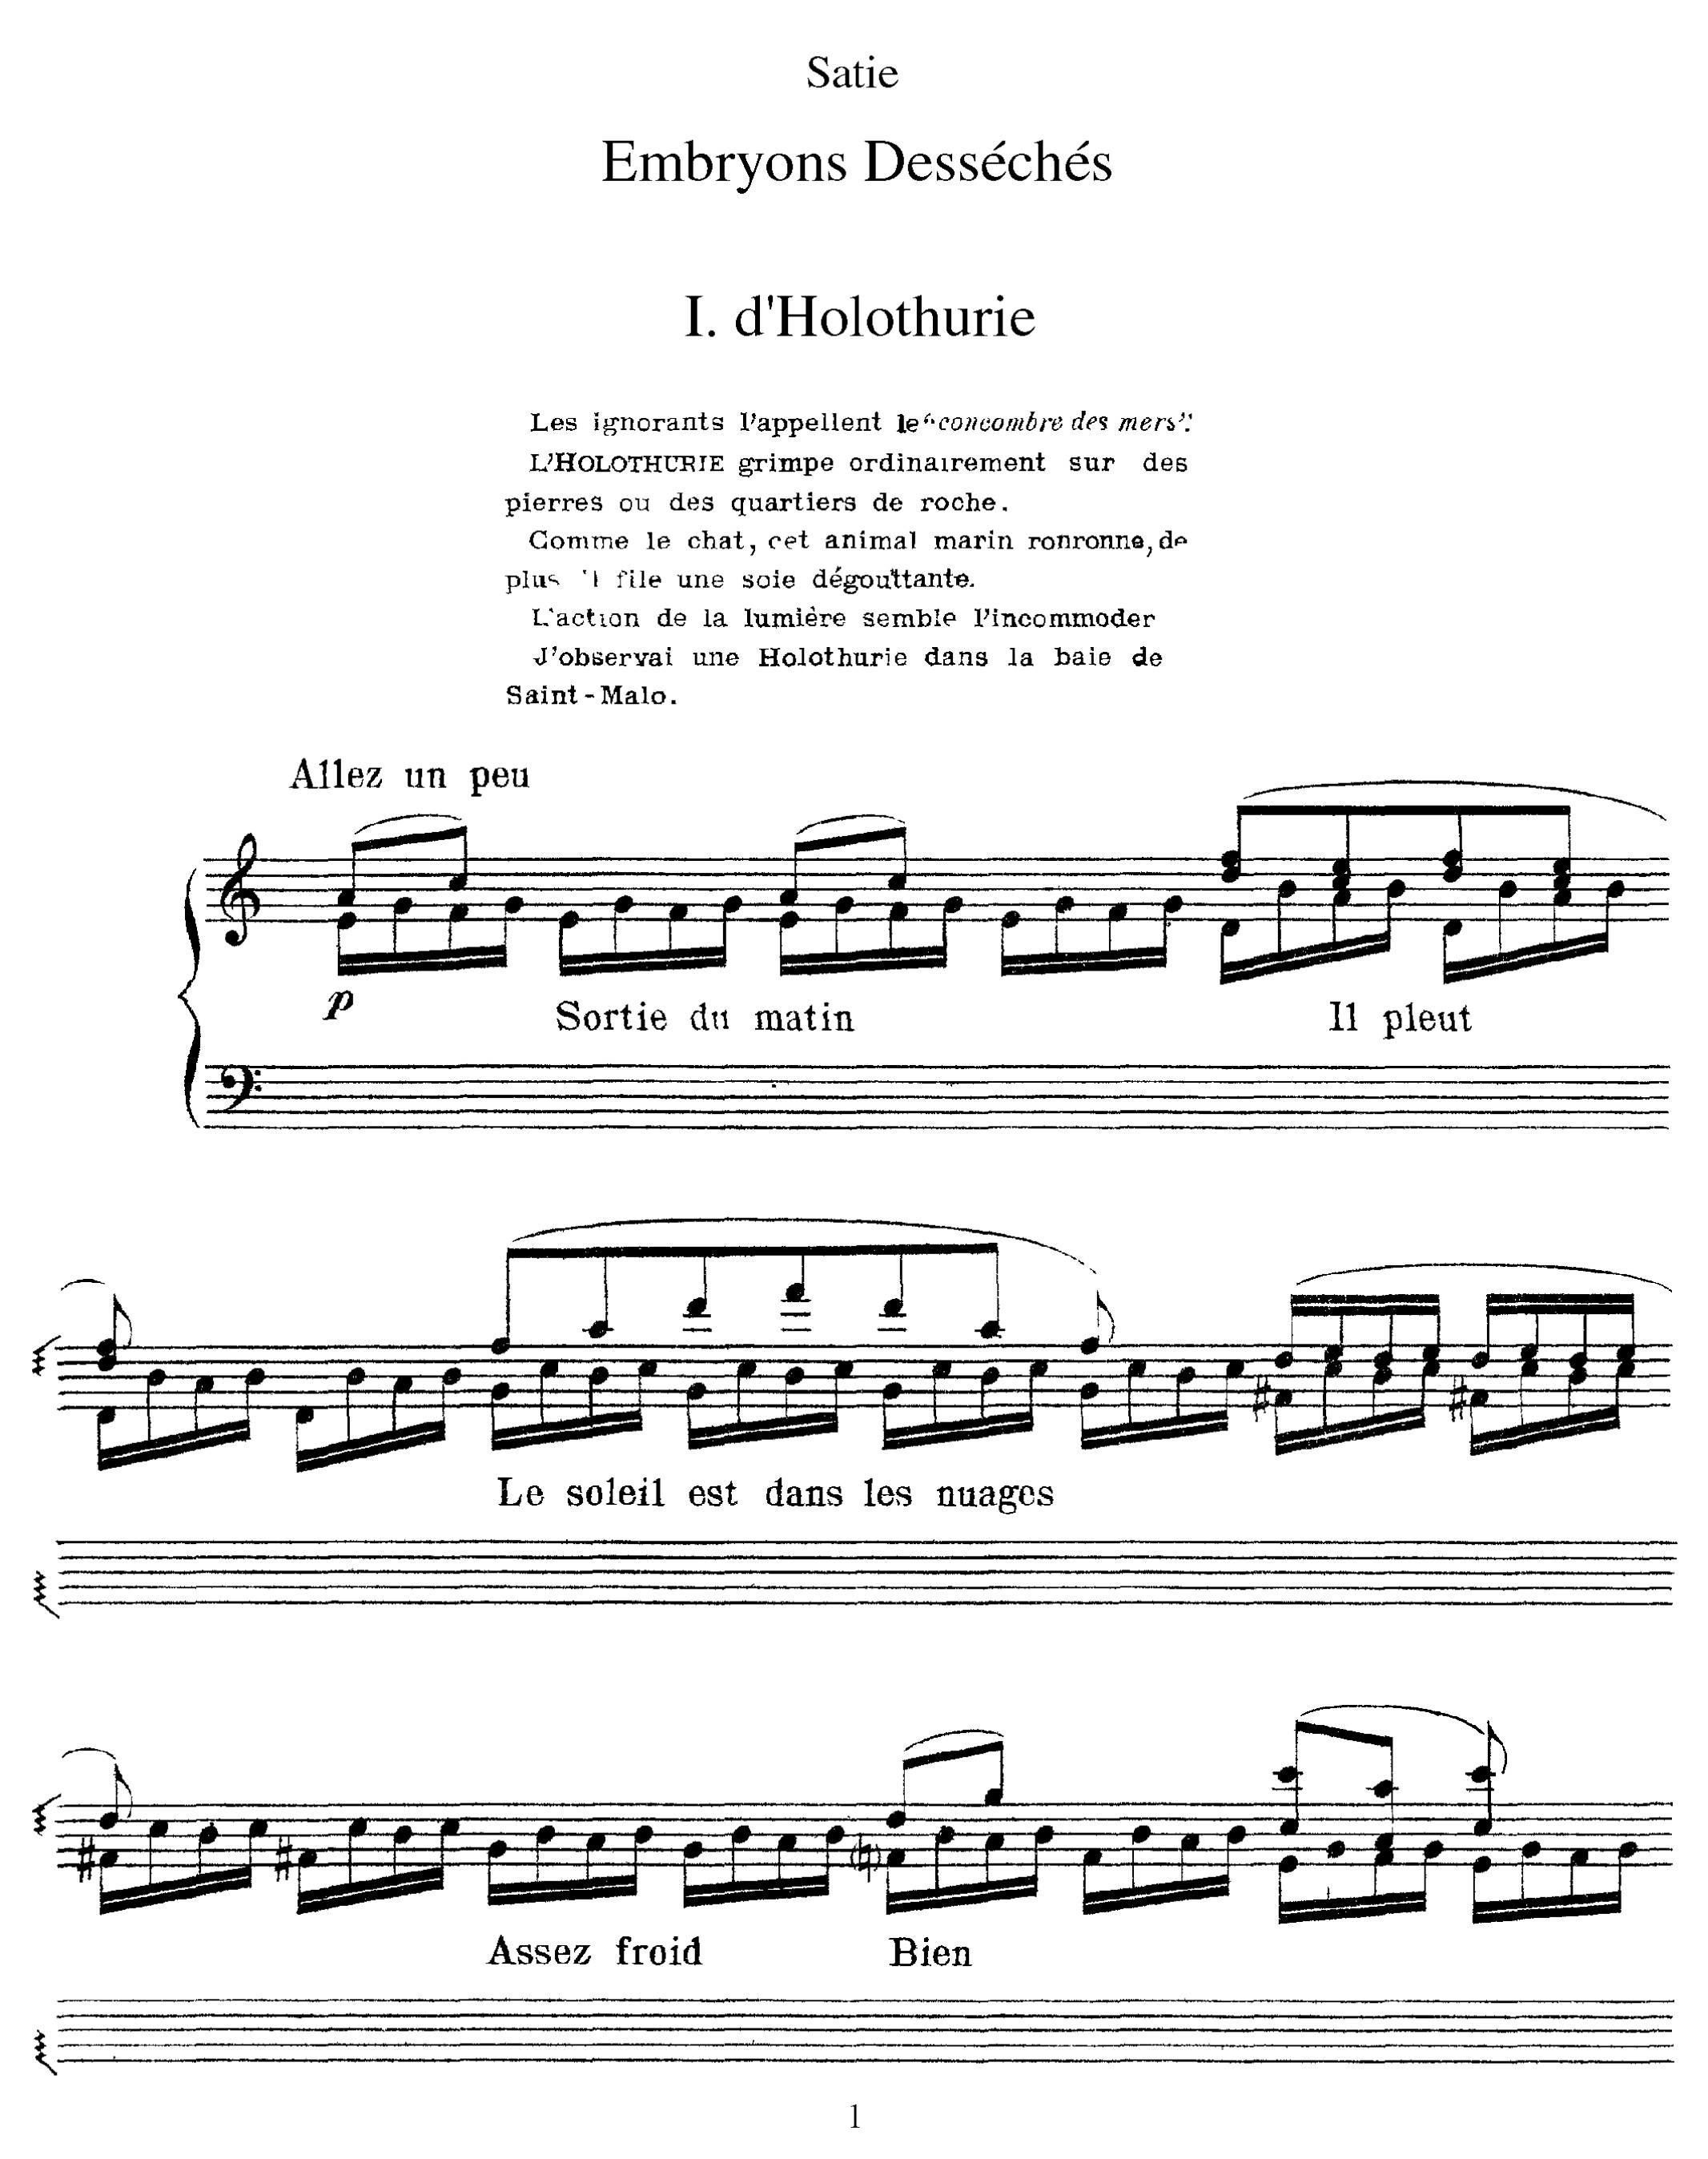 Satie
Embryons Desséchés
I. d'Holothurie
Les ignorants l'appellent le "concombre des mers".
L'HOLOTHURIE grimpe ordinairement sur des
pierres ou des quartiers de roche.
Comme le chat, cet animal marin ronronne, de
plus il file une soie dégouttante.
L'action de la lumière semble l'incommoder
J'observai une Holothurie dans la baie de
Saint-Malo.
Allez un peu
p
Sortie du matin Il pleut
Le soleil est dans les nuages
Assez froid Bien
1